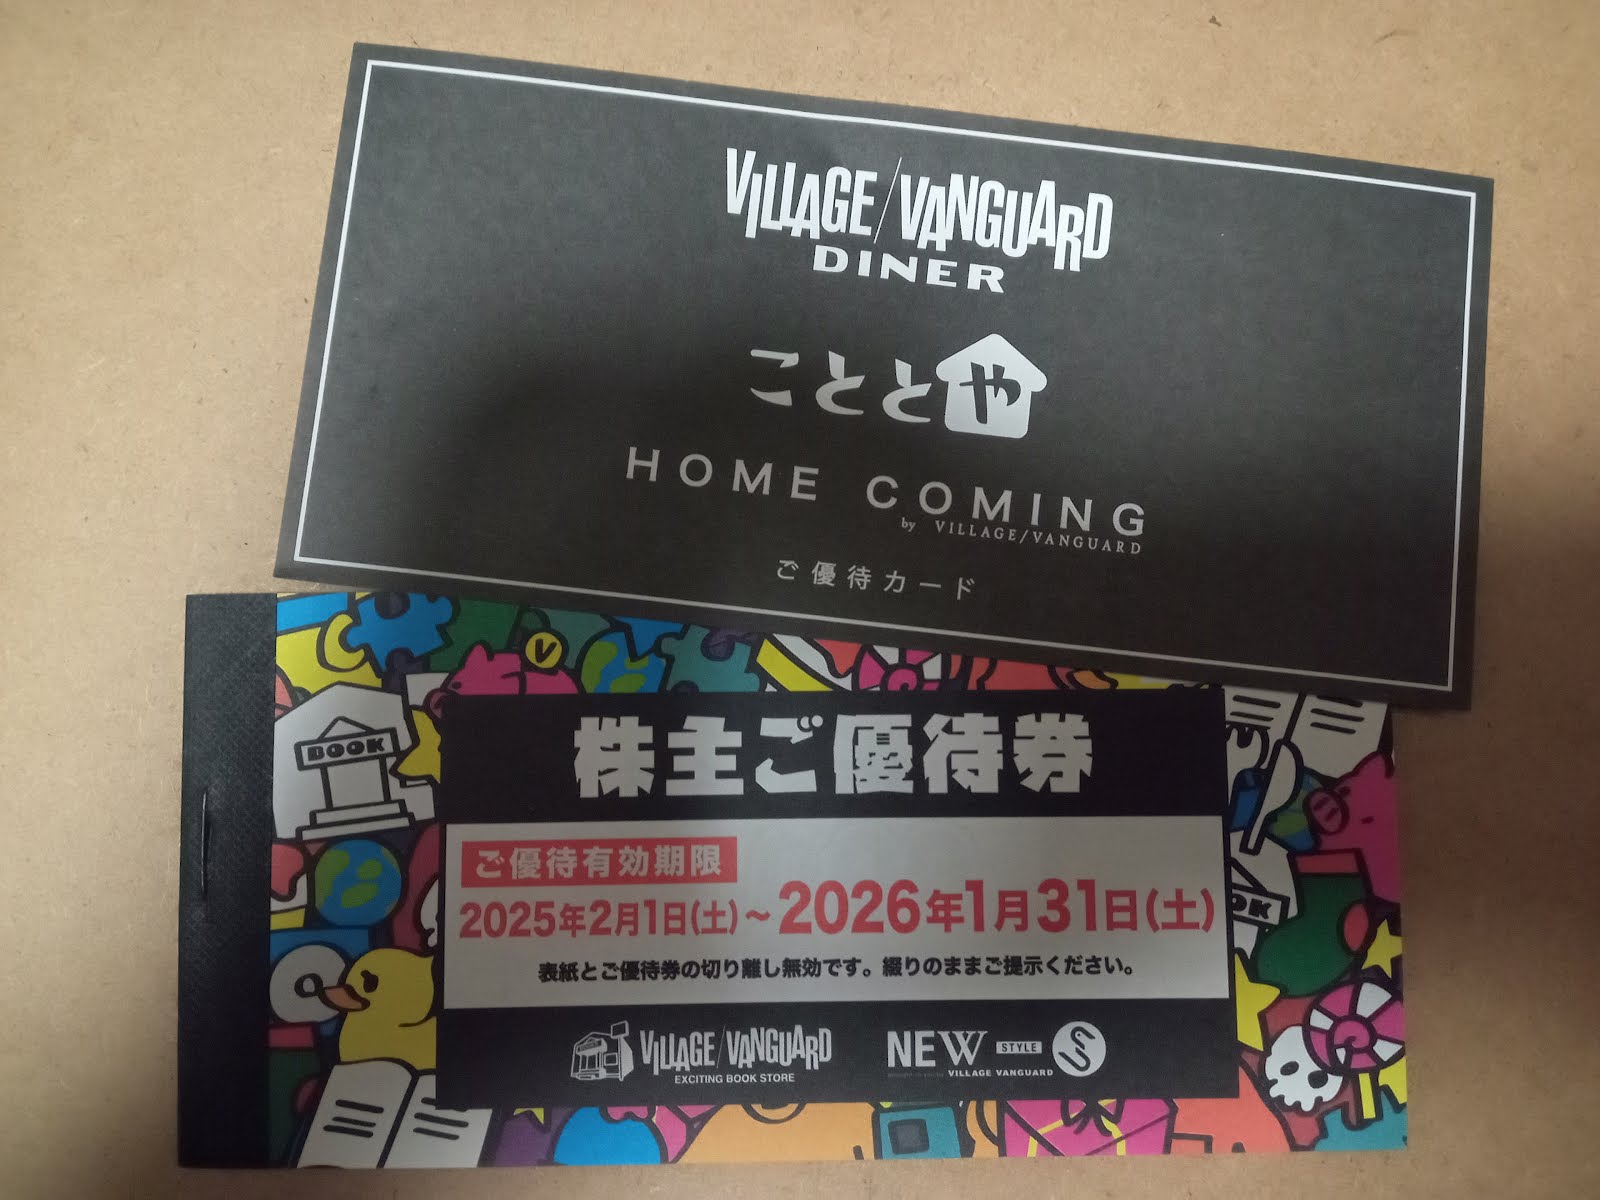 VILLAGE/VANGUARD
DINER
こととや
HOME COMING
by VILLAGE/VANGUARD
ご優待カード
V
BOOK
株主ご優待券
ご優待有効期限
2025年2月1日(土)~2026年1月31日(土)
表紙とご優待券の切り離し無効です。綴りのままご提示ください。
VILLAGE/VANGUARD
EXCITING BOOK STORE
NEW STYLE
VILLAGE VANGUARD